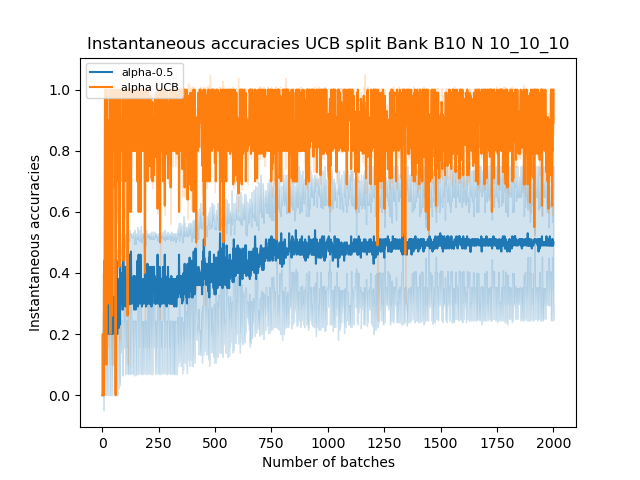 Instantaneous accuracies UCB split Bank B10 N 10_10_10
alpha-0.5
alpha UCB
1.0
0.8
0.6
0.4
0.2
0.0
Instantaneous accuracies
0 250 500 750 1000 1250 1500 1750 2000
Number of batches